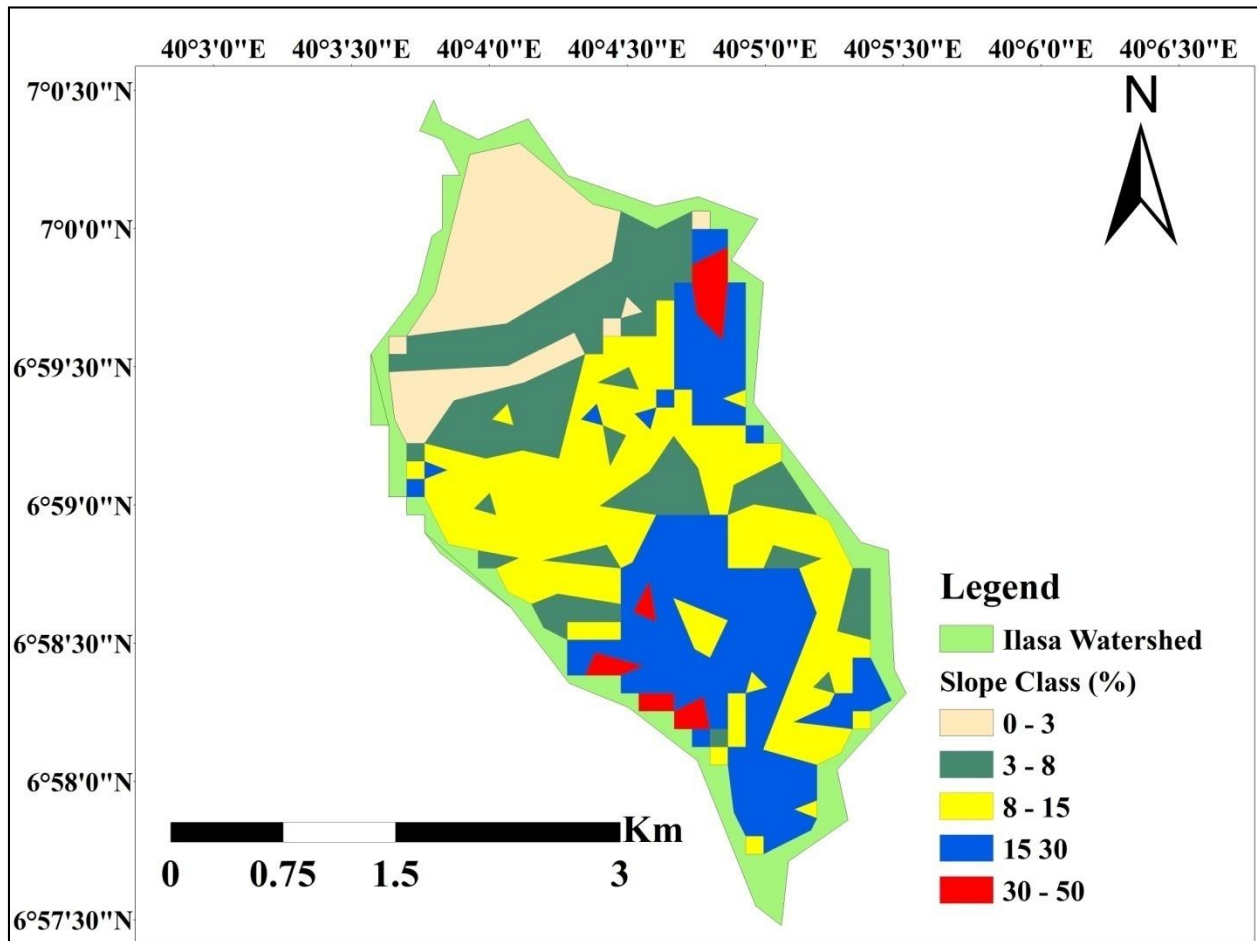 40°3'0"E 40°3'30"E 40°4'0"E 40°4'30"E 40°5'0"E 40°5'30"E 40°6'0"E 40°6'30"E
7°0'30"N
N
7°0'0"N
6°59'30"N
6°59'0"N
6°58'30"N
6°58'0"N
6°57'30"N
Legend
Ilasa Watershed
Slope Class (%)
0 - 3
3 - 8
8 - 15
15 30
30 - 50
Km
0 0.75 1.5 3